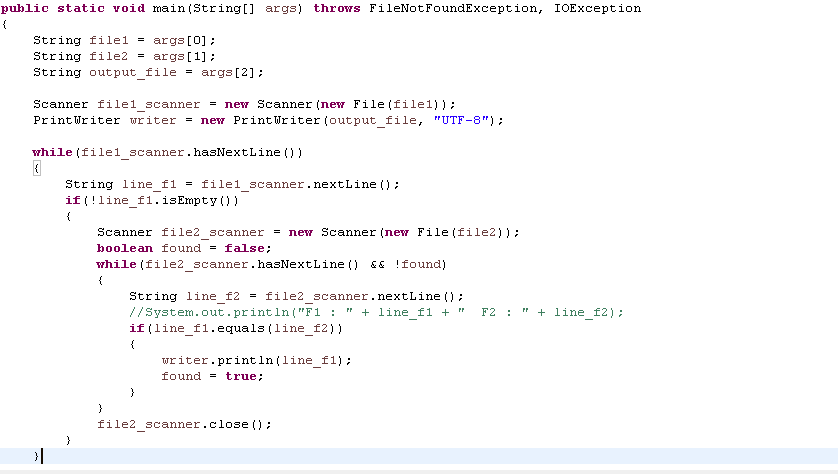 public static void main(String[] args) throws FileNotFoundException, IOException
{
    String file1 = args[0];
    String file2 = args[1];
    String output_file = args[2];

    Scanner file1_scanner = new Scanner(new File(file1));
    PrintWriter writer = new PrintWriter(output_file, "UTF-8");

    while(file1_scanner.hasNextLine())
    {
        String line_f1 = file1_scanner.nextLine();
        if(!line_f1.isEmpty())
        {
            Scanner file2_scanner = new Scanner(new File(file2));
            boolean found = false;
            while(file2_scanner.hasNextLine() && !found)
            {
                String line_f2 = file2_scanner.nextLine();
                //System.out.println("F1 : " + line_f1 + "  F2 : " + line_f2);
                if(line_f1.equals(line_f2))
                {
                    writer.println(line_f1);
                    found = true;
                }
            }
            file2_scanner.close();
        }
    }